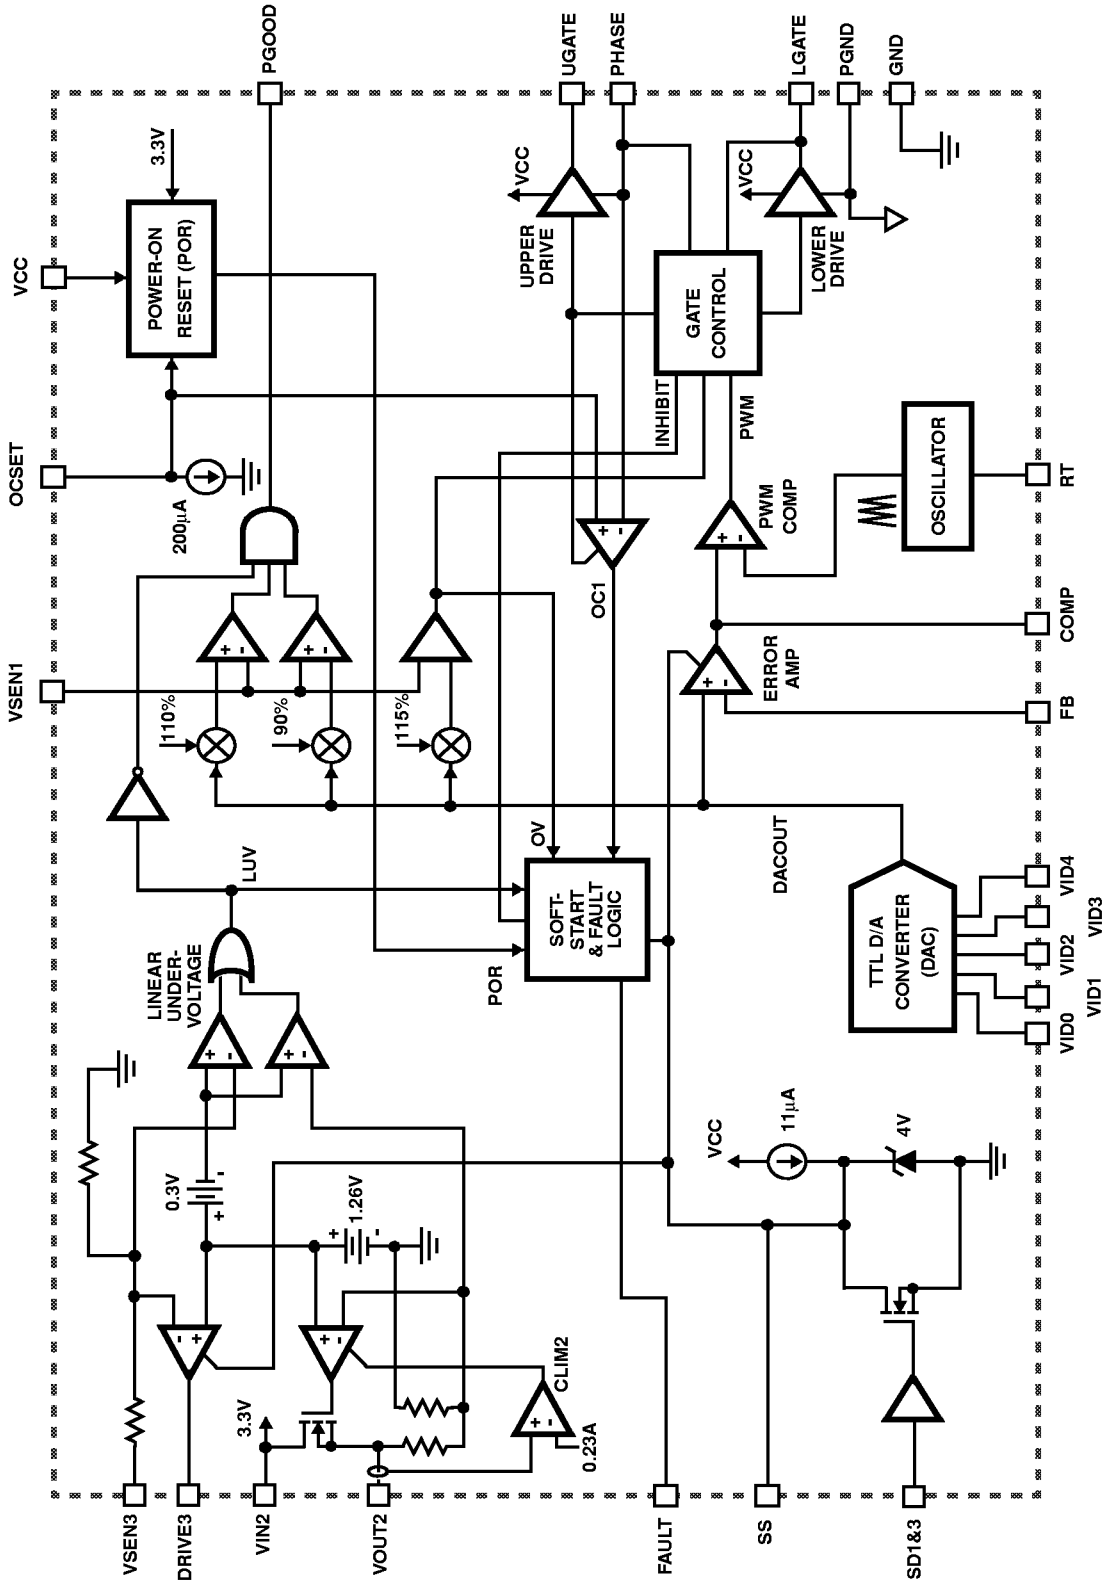 VSEN1
OCSET
VCC
3.3V
POWER-ON
RESET (POR)
PGOOD
200µA
110%
90%
115%
+
-
+
-
LUV
LINEAR
UNDER-
VOLTAGE
+
-
+
-
0.3V
-
+
1.26V
+
-
-
+
+
-
3.3V
CLIM2
+
-
0.23A
VSEN3
DRIVE3
VIN2
VOUT2
FAULT
SS
SD1&3
UGATE
PHASE
LGATE
PGND
GND
VCC
VCC
UPPER
DRIVE
LOWER
DRIVE
GATE
CONTROL
INHIBIT
PWM
OC1
+
-
PWM
COMP
+
-
OSCILLATOR
RT
COMP
FB
ERROR
AMP
+
-
OV
SOFT-
START
& FAULT
LOGIC
POR
DACOUT
TTL D/A
CONVERTER
(DAC)
VID0
VID1
VID2
VID3
VID4
VCC
11µA
4V